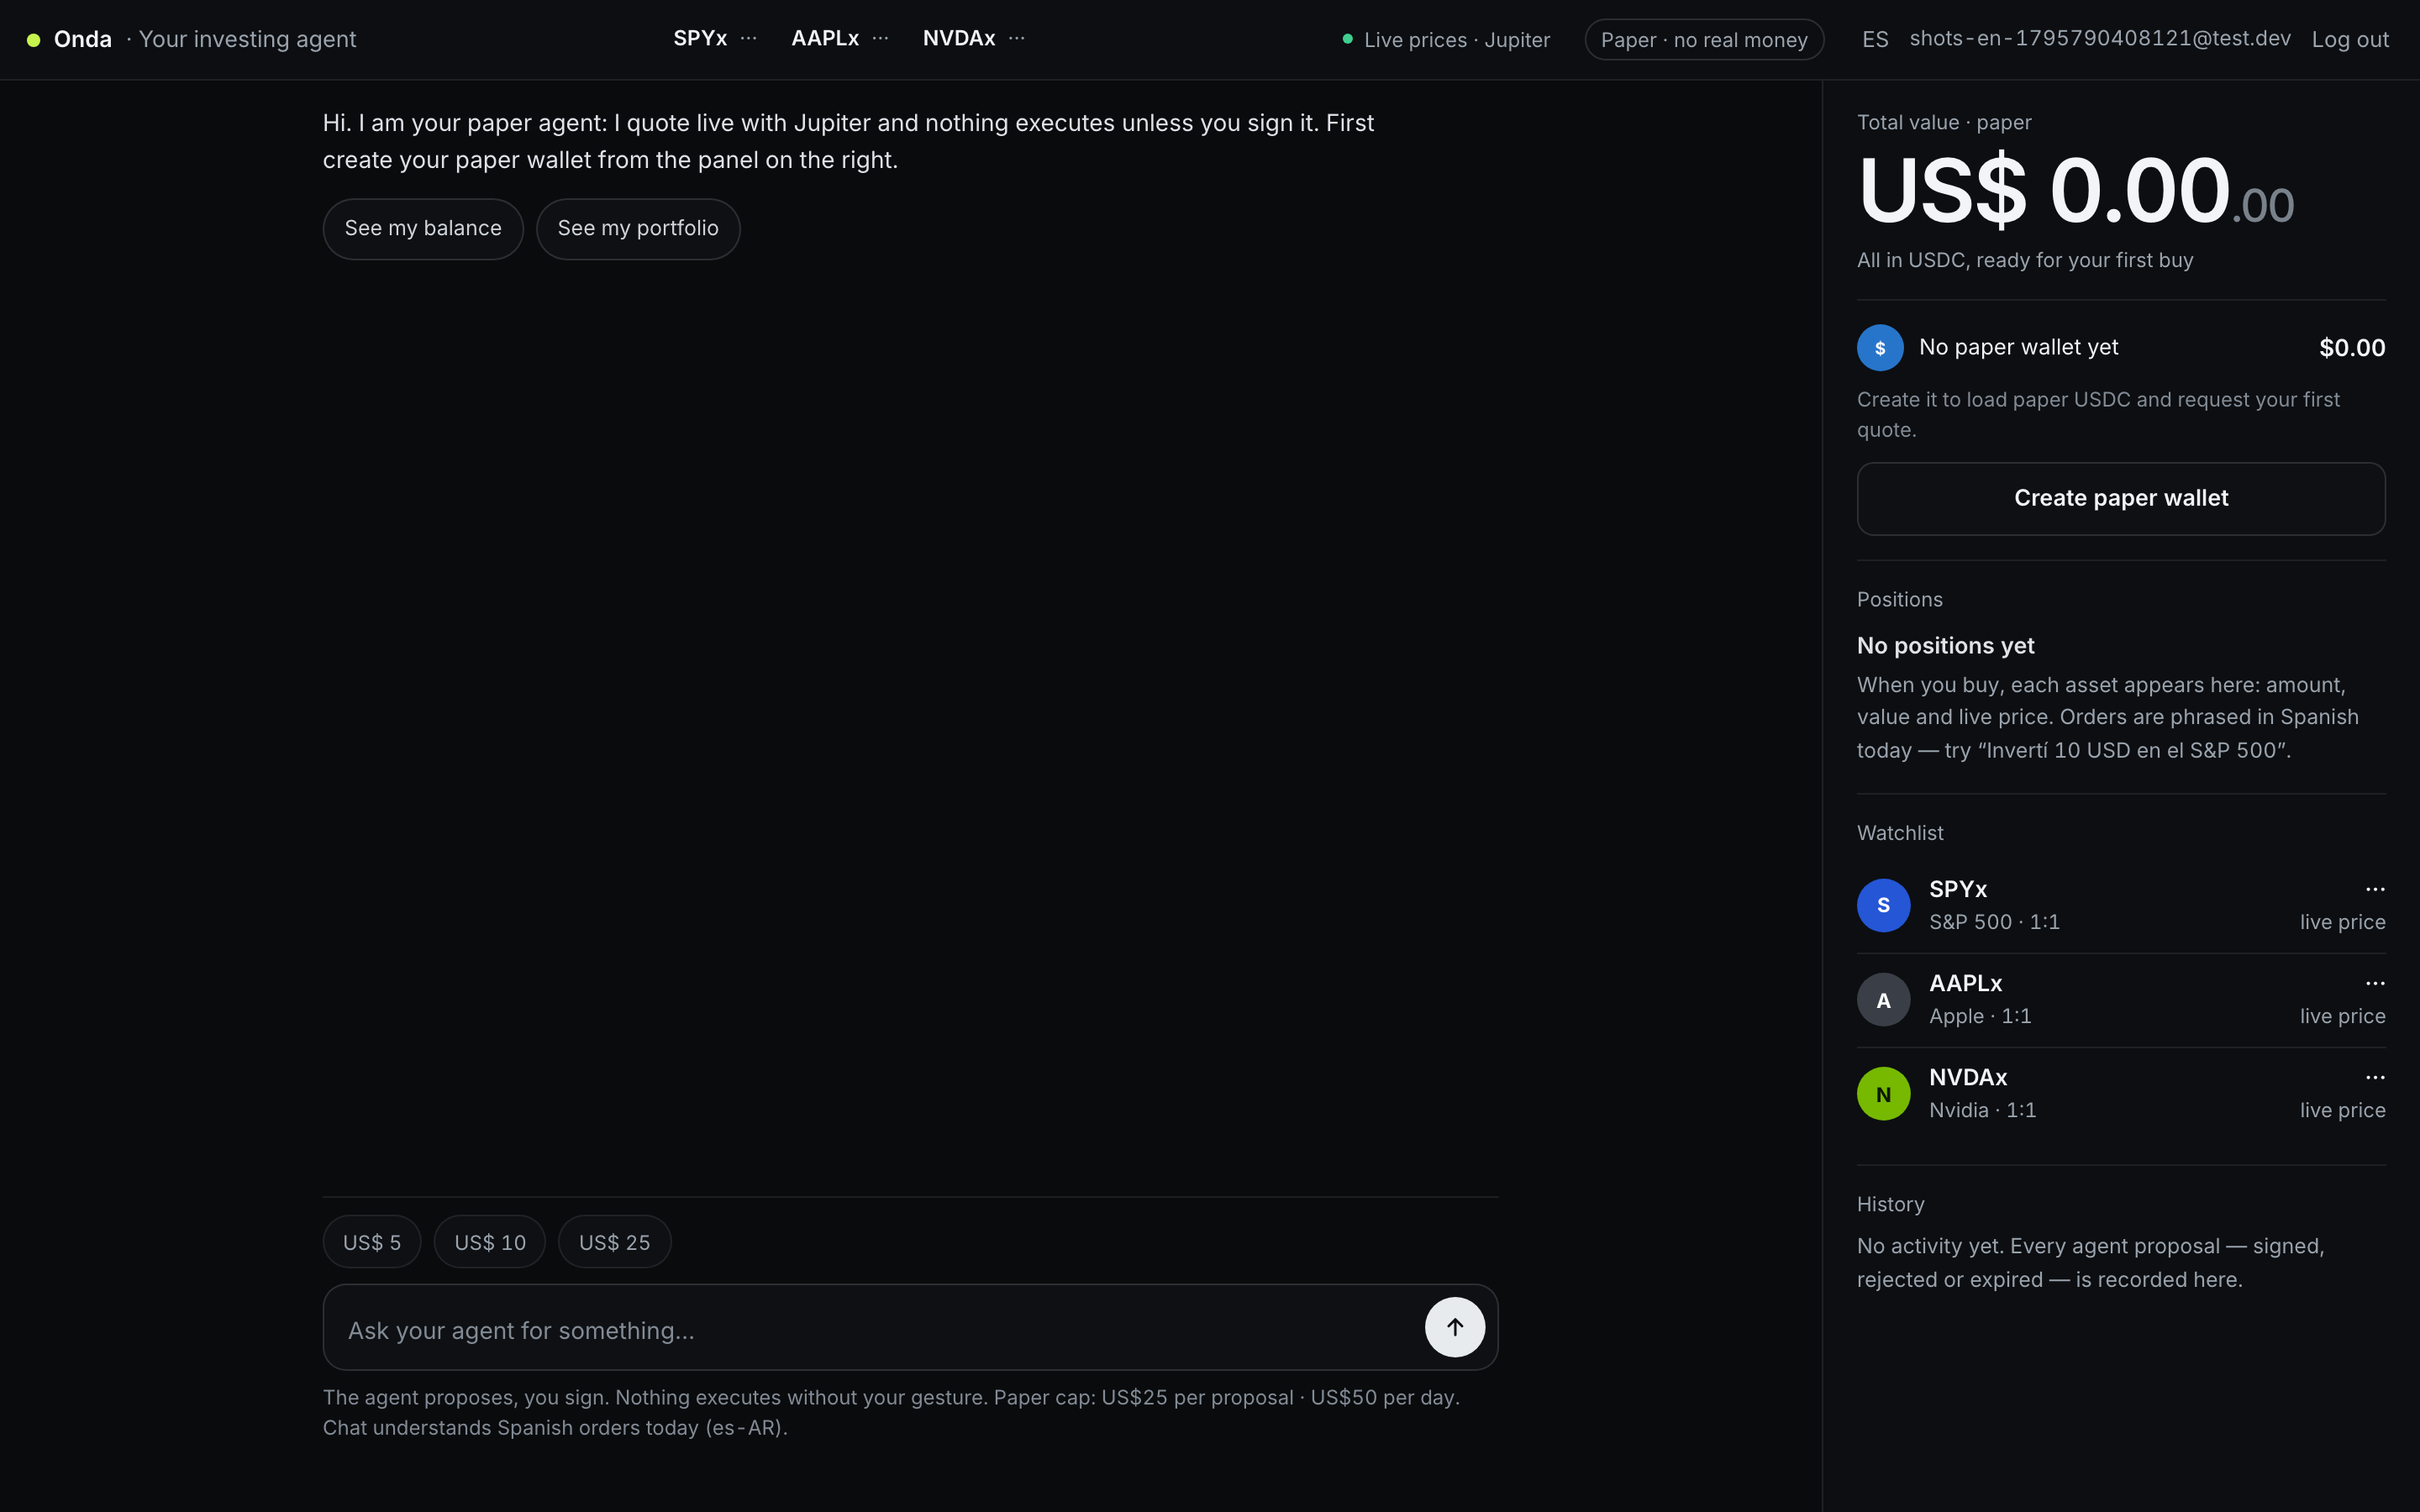 Onda · Your investing agent
SPYx ··· AAPLx ··· NVDAx ···
Live prices · Jupiter
Paper · no real money
ES
shots-en-1795790408121@test.dev
Log out
Hi. I am your paper agent: I quote live with Jupiter and nothing executes unless you sign it. First
create your paper wallet from the panel on the right.
See my balance
See my portfolio
US$ 5
US$ 10
US$ 25
Ask your agent for something...
The agent proposes, you sign. Nothing executes without your gesture. Paper cap: US$25 per proposal · US$50 per day.
Chat understands Spanish orders today (es-AR).
Total value · paper
US$ 0.00.00
All in USDC, ready for your first buy
$ No paper wallet yet $0.00
Create it to load paper USDC and request your first
quote.
Create paper wallet
Positions
No positions yet
When you buy, each asset appears here: amount,
value and live price. Orders are phrased in Spanish
today — try “Invertí 10 USD en el S&P 500”.
Watchlist
S
SPYx ···
S&P 500 · 1:1 live price
A
AAPLx ···
Apple · 1:1 live price
N
NVDAx ···
Nvidia · 1:1 live price
History
No activity yet. Every agent proposal — signed,
rejected or expired — is recorded here.